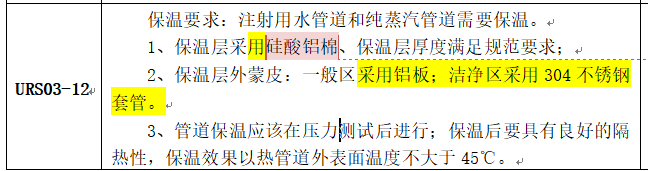 保温要求：注射用水管道和纯蒸汽管道需要保温。
1、保温层采用硅酸铝棉、保温层厚度满足规范要求；
URS03-12
2、保温层外蒙皮：一般区采用铝板；洁净区采用 304 不锈钢
套管。
3、管道保温应该在压力测试后进行；保温后要具有良好的隔
热性，保温效果以热管道外表面温度不大于 45℃。